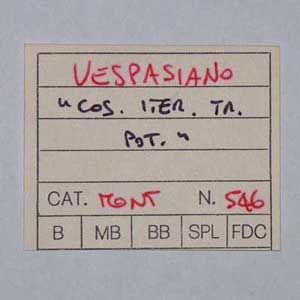 VESPASIANO
"COS. ITER. TR.
POT."
CAT. MONT N. 546
B MB BB SPL FDC